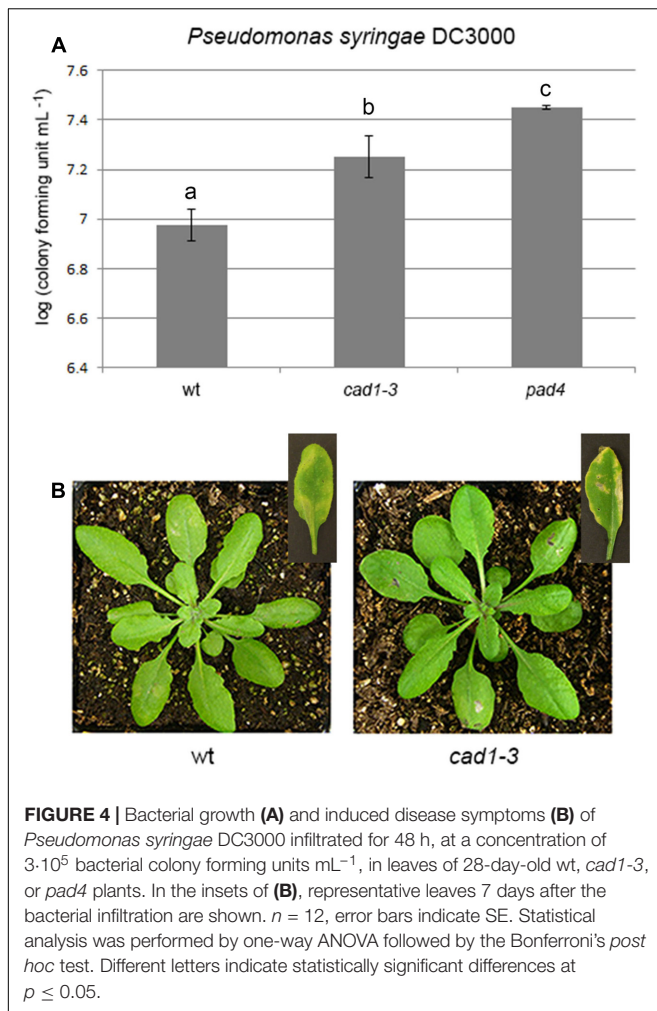 A
Pseudomonas syringae DC3000
7.6
7.4
7.2
7
6.8
6.6
6.4
log (colony forming unit mL⁻¹)
a
b
c
wt
cad1-3
pad4
B
wt
cad1-3
FIGURE 4 | Bacterial growth (A) and induced disease symptoms (B) of
Pseudomonas syringae DC3000 infiltrated for 48 h, at a concentration of
3·10⁵ bacterial colony forming units mL⁻¹, in leaves of 28-day-old wt, cad1-3,
or pad4 plants. In the insets of (B), representative leaves 7 days after the
bacterial infiltration are shown. n = 12, error bars indicate SE. Statistical
analysis was performed by one-way ANOVA followed by the Bonferroni's post
hoc test. Different letters indicate statistically significant differences at
p ≤ 0.05.